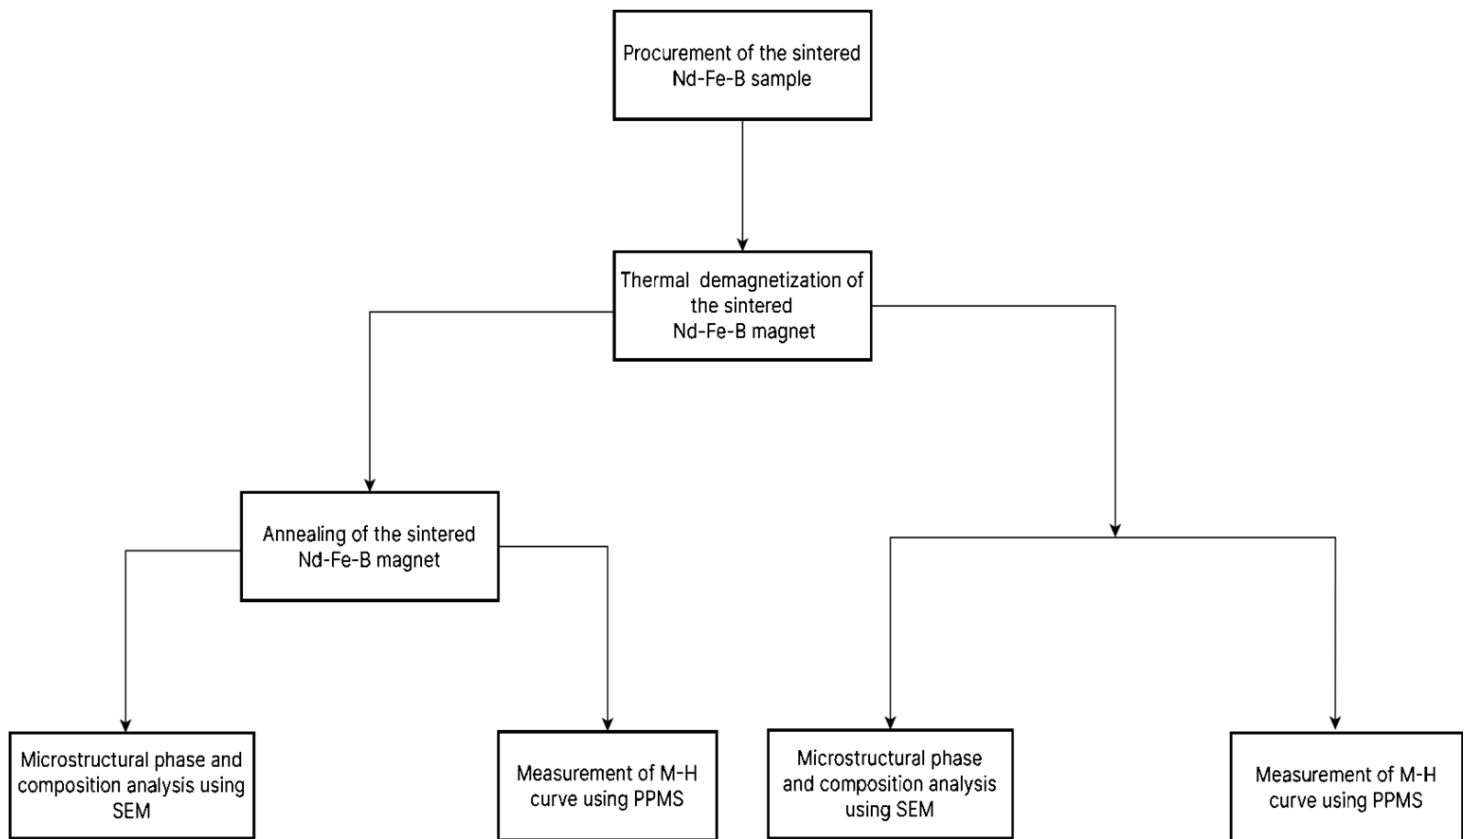 Procurement of the sintered
Nd-Fe-B sample
Thermal demagnetization of
the sintered
Nd-Fe-B magnet
Annealing of the sintered
Nd-Fe-B magnet
Microstructural phase and
composition analysis using
SEM
Measurement of M-H
curve using PPMS
Microstructural phase
and composition analysis
using SEM
Measurement of M-H
curve using PPMS